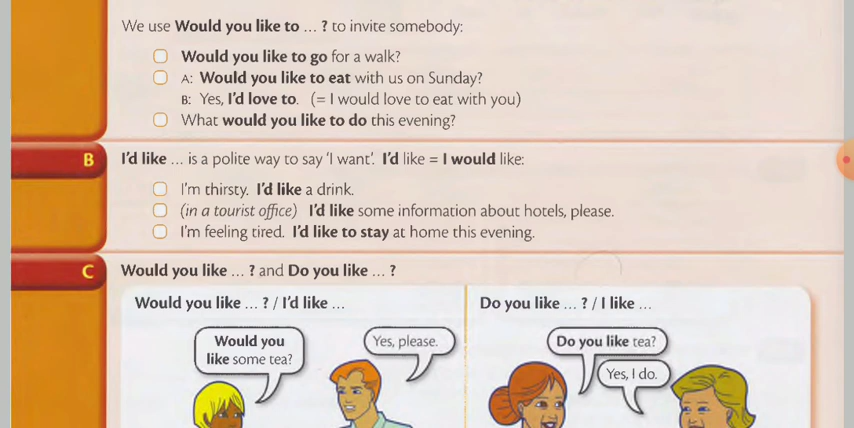 We use Would you like to ... ? to invite somebody:
Would you like to go for a walk?
A: Would you like to eat with us on Sunday?
B: Yes, I'd love to. (= I would love to eat with you)
What would you like to do this evening?
B
I'd like ... is a polite way to say 'I want'. I'd like = I would like:
I'm thirsty. I'd like a drink.
(in a tourist office) I'd like some information about hotels, please.
I'm feeling tired. I'd like to stay at home this evening.
C
Would you like ... ? and Do you like ... ?
Would you like ... ? / I'd like ...
Would you
like some tea?
Yes, please.
Do you like ... ? / I like ...
Do you like tea?
Yes, I do.